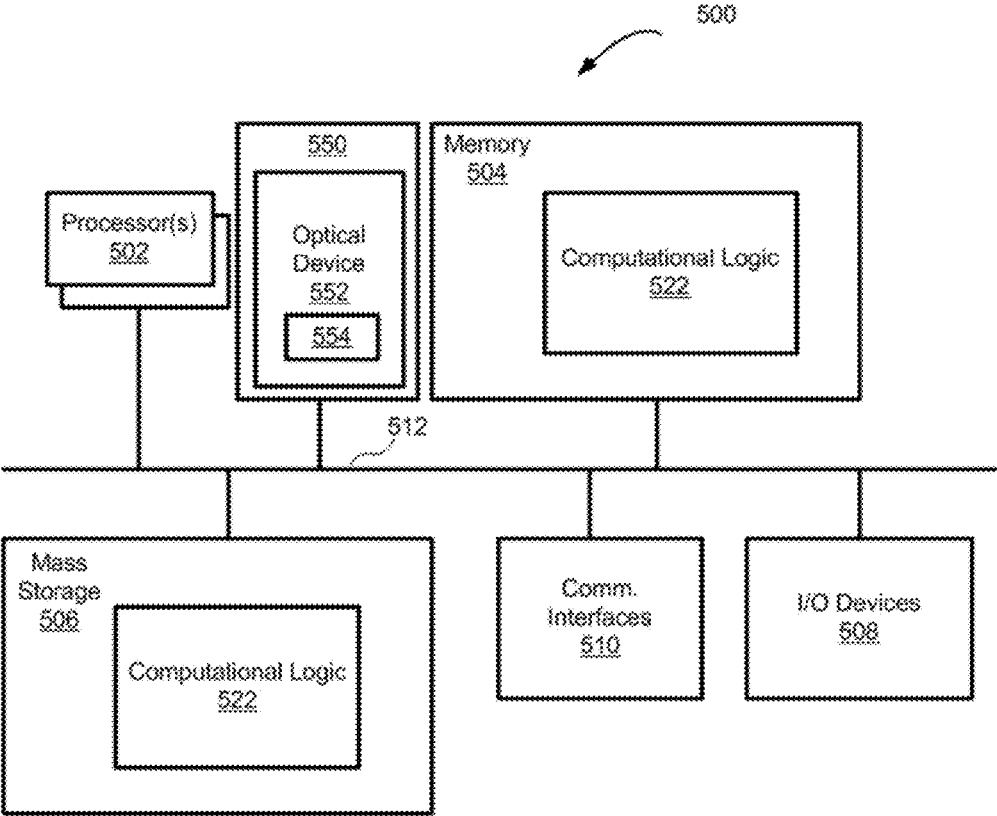 500
550
Memory
504
Processor(s)
502
Optical
Device
552
554
Computational Logic
522
512
Mass
Storage
506
Computational Logic
522
Comm.
Interfaces
510
I/O Devices
508